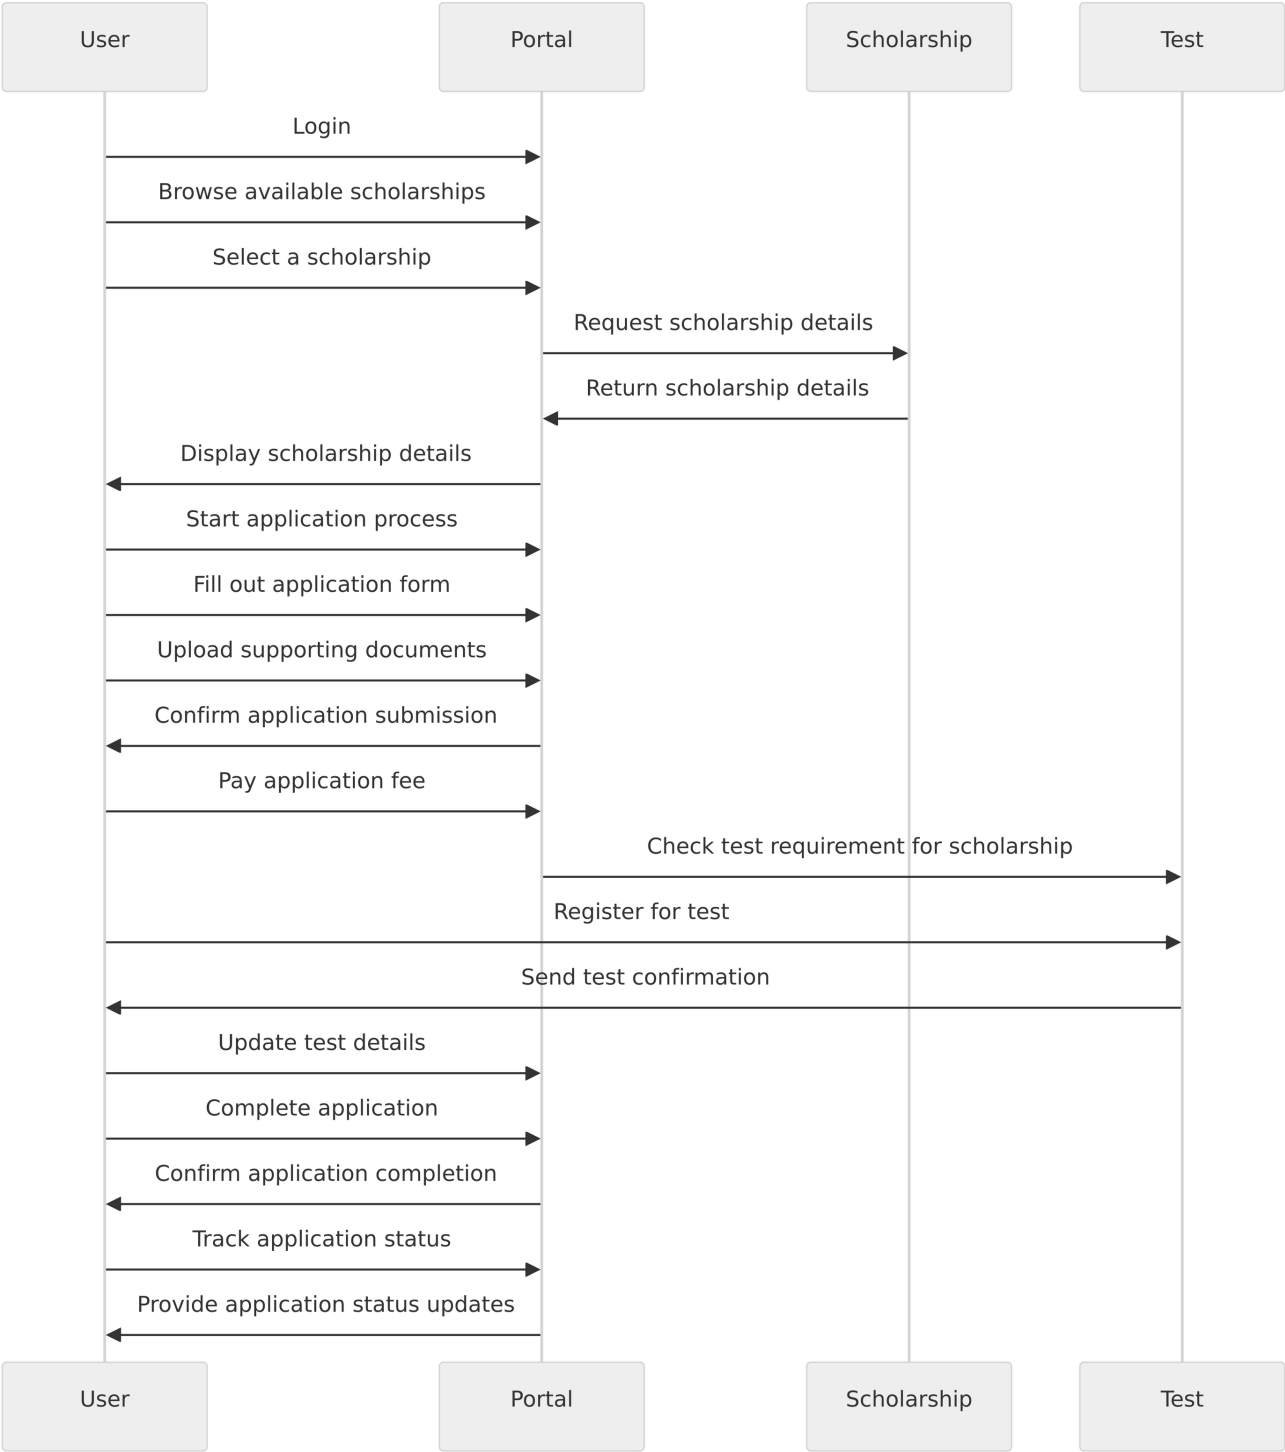 User
Portal
Scholarship
Test
Login
Browse available scholarships
Select a scholarship
Request scholarship details
Return scholarship details
Display scholarship details
Start application process
Fill out application form
Upload supporting documents
Confirm application submission
Pay application fee
Check test requirement for scholarship
Register for test
Send test confirmation
Update test details
Complete application
Confirm application completion
Track application status
Provide application status updates
User
Portal
Scholarship
Test